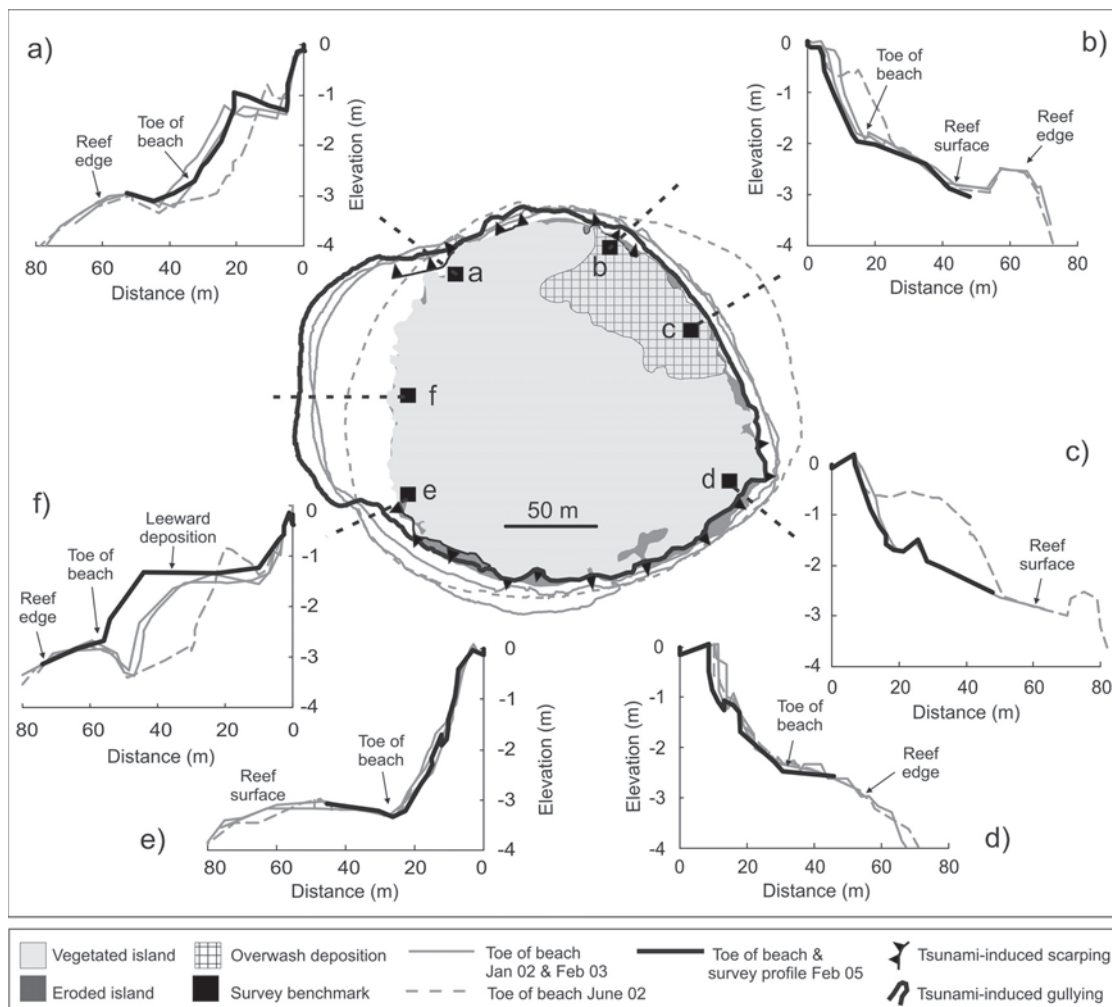 a)
0
-1
-2
-3
-4
Elevation (m)
Toe of
beach
Reef
edge
80 60 40 20 0
Distance (m)
b)
0
-1
-2
-3
-4
Elevation (m)
Toe of
beach
Reef
surface
Reef
edge
0 20 40 60 80
Distance (m)
a
b
c
d
e
f
50 m
c)
0
-1
-2
-3
-4
Elevation (m)
Reef
surface
0 20 40 60 80
Distance (m)
f)
Leeward
deposition
Toe of
beach
Reef
edge
0
-1
-2
-3
-4
Elevation (m)
80 60 40 20 0
Distance (m)
e)
Toe of
beach
Reef
surface
0
-1
-2
-3
-4
Elevation (m)
80 60 40 20 0
Distance (m)
d)
0
-1
-2
-3
-4
Elevation (m)
Toe of
beach
Reef
edge
0 20 40 60 80
Distance (m)
Vegetated island
Eroded island
Overwash deposition
Survey benchmark
Toe of beach
Jan 02 & Feb 03
Toe of beach June 02
Toe of beach &
survey profile Feb 05
Tsunami-induced scarping
Tsunami-induced gullying